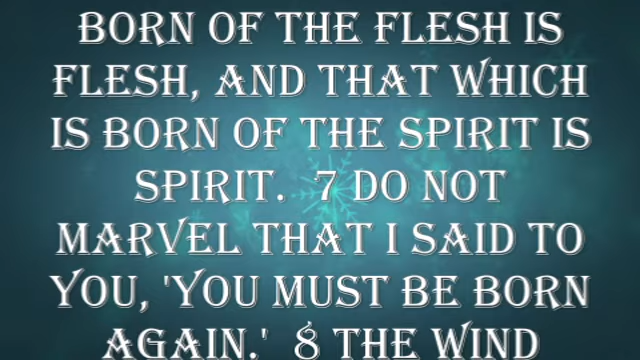 BORN OF THE FLESH IS
FLESH, AND THAT WHICH
IS BORN OF THE SPIRIT IS
SPIRIT.  7 DO NOT
MARVEL THAT I SAID TO
YOU, 'YOU MUST BE BORN
AGAIN.'  8 THE WIND